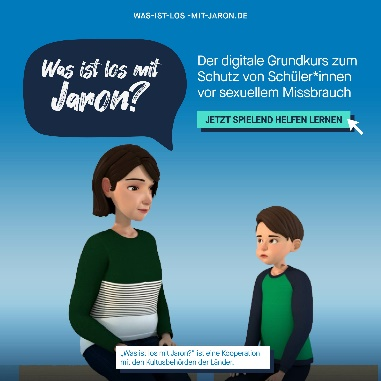 WAS-IST-LOS -MIT-JARON.DE
Was ist los mit
Jaron?
Der digitale Grundkurs zum
Schutz von Schüler*innen
vor sexuellem Missbrauch
JETZT SPIELEND HELFEN LERNEN
„Was ist los mit Jaron?“ ist eine Kooperation
mit den Kultusbehörden der Länder.